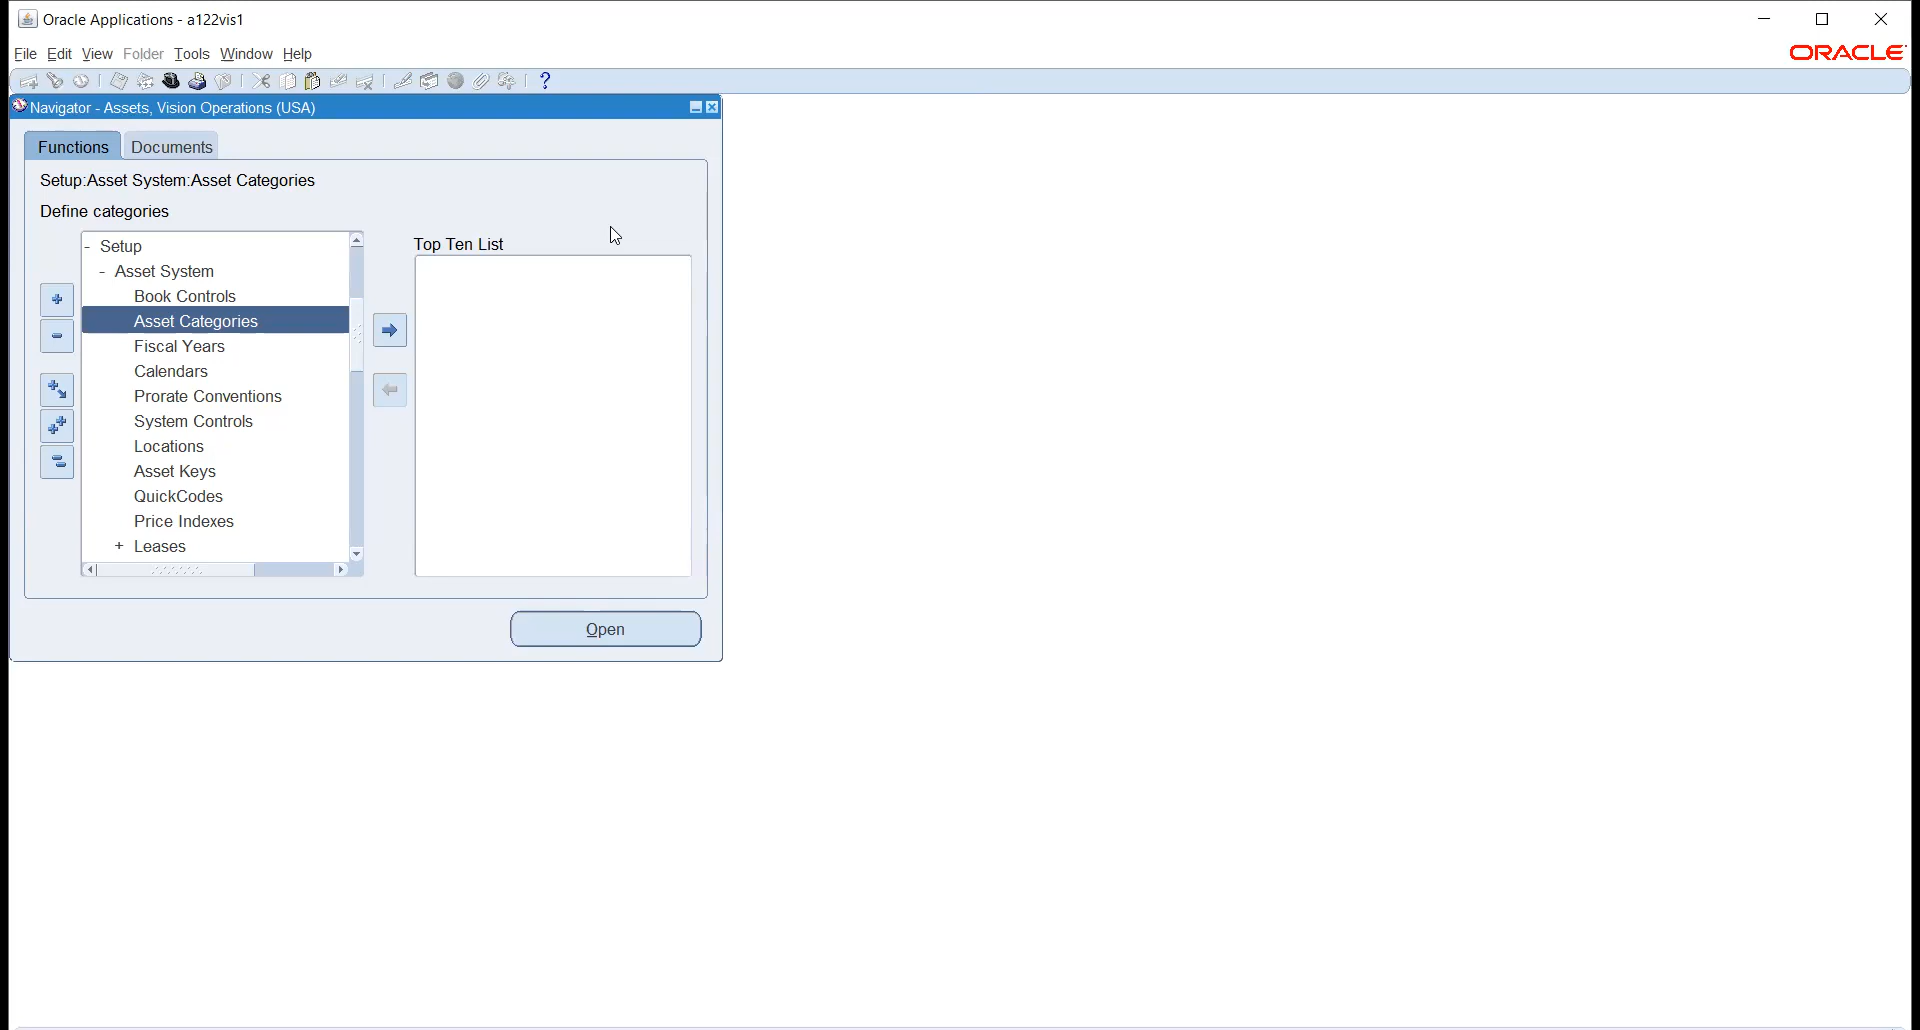 Oracle Applications - a122vis1
File Edit View Folder Tools Window Help
ORACLE
?
Navigator - Assets, Vision Operations (USA)
Functions Documents
Setup:Asset System:Asset Categories
Define categories
Top Ten List
- Setup
- Asset System
Book Controls
Asset Categories
Fiscal Years
Calendars
Prorate Conventions
System Controls
Locations
Asset Keys
QuickCodes
Price Indexes
+ Leases
Open